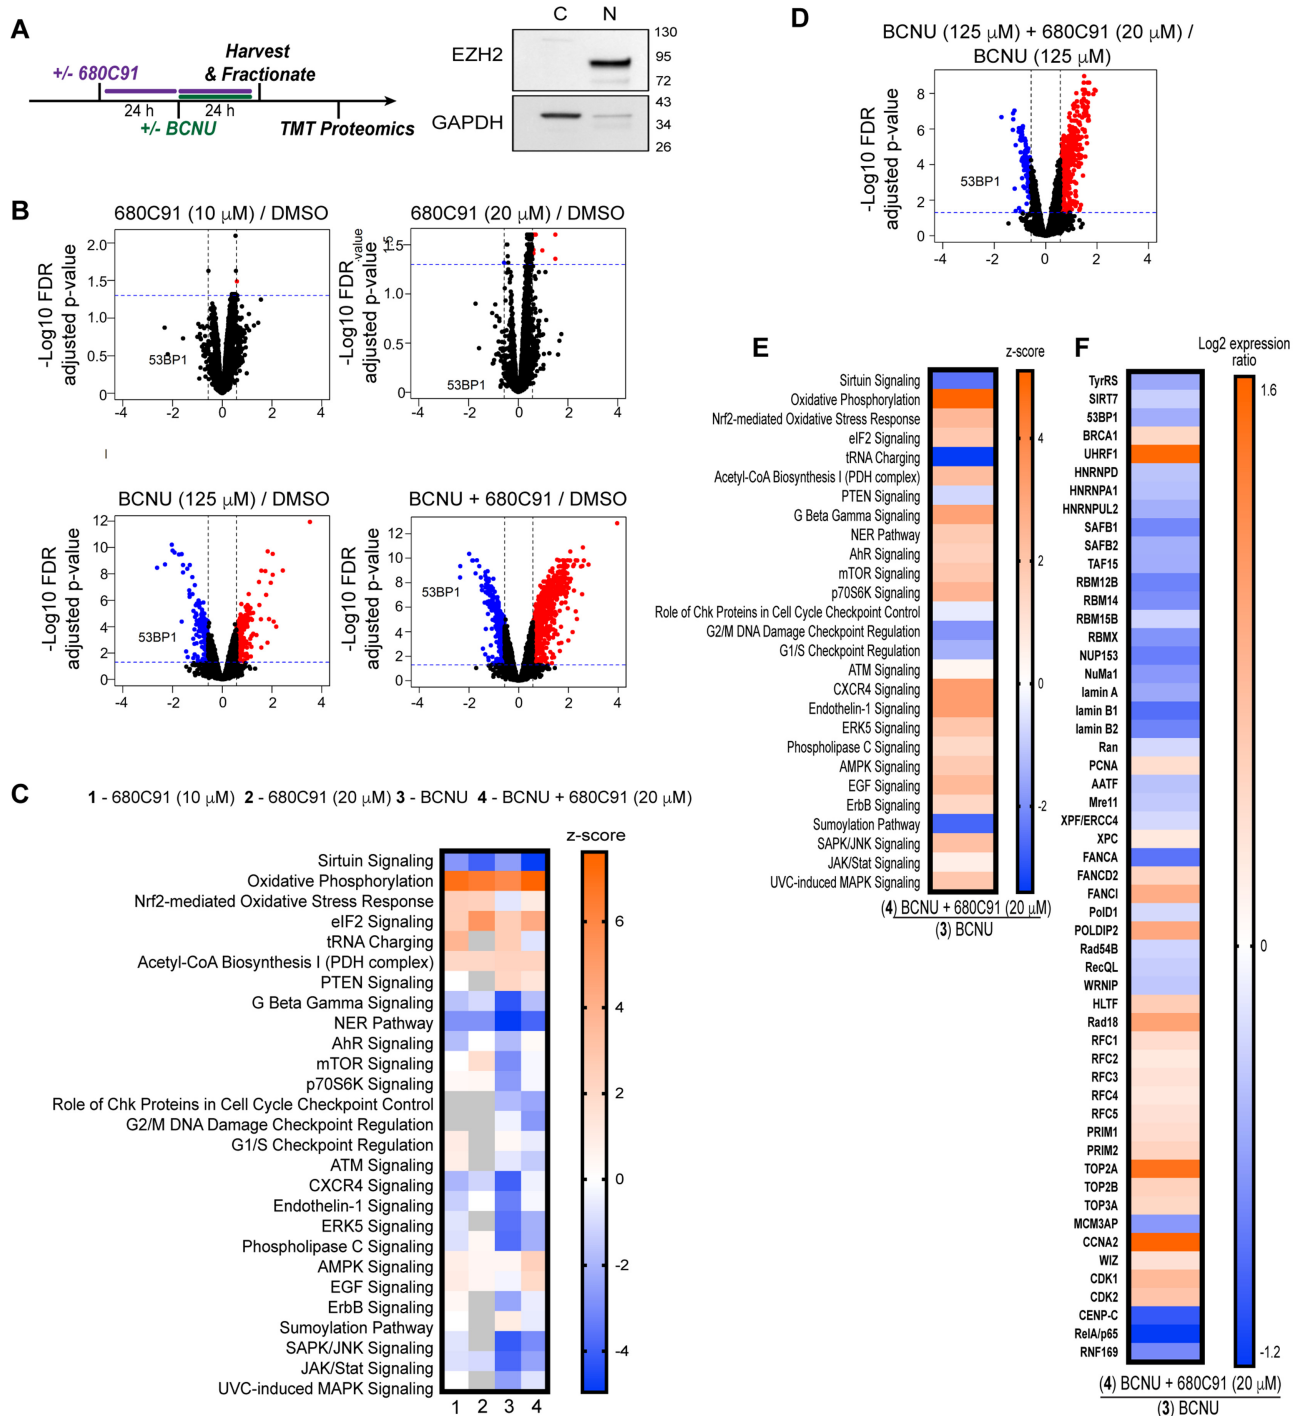 A
+/- 680C91
Harvest
& Fractionate
24 h
24 h
+/- BCNU
TMT Proteomics
C
N
EZH2
GAPDH
130
95
72
43
34
26
B
680C91 (10 μM) / DMSO
-Log10 FDR
adjusted p-value
2.0
1.5
1.0
0.5
0
53BP1
-4
-2
0
2
4
680C91 (20 μM) / DMSO
-Log10 FDR
adjusted p-value
-value
1.5
1.0
0.5
0
53BP1
-4
-2
0
2
4
BCNU (125 μM) / DMSO
-Log10 FDR
adjusted p-value
12
10
8
6
4
2
0
53BP1
-4
-2
0
2
4
BCNU + 680C91 / DMSO
-Log10 FDR
adjusted p-value
12
10
8
6
4
2
0
53BP1
-4
-2
0
2
4
C
1 - 680C91 (10 μM) 2 - 680C91 (20 μM) 3 - BCNU 4 - BCNU + 680C91 (20 μM)
z-score
Sirtuin Signaling
Oxidative Phosphorylation
Nrf2-mediated Oxidative Stress Response
eIF2 Signaling
tRNA Charging
Acetyl-CoA Biosynthesis I (PDH complex)
PTEN Signaling
G Beta Gamma Signaling
NER Pathway
AhR Signaling
mTOR Signaling
p70S6K Signaling
Role of Chk Proteins in Cell Cycle Checkpoint Control
G2/M DNA Damage Checkpoint Regulation
G1/S Checkpoint Regulation
ATM Signaling
CXCR4 Signaling
Endothelin-1 Signaling
ERK5 Signaling
Phospholipase C Signaling
AMPK Signaling
EGF Signaling
ErbB Signaling
Sumoylation Pathway
SAPK/JNK Signaling
JAK/Stat Signaling
UVC-induced MAPK Signaling
1 2 3 4
6
4
2
0
-2
-4
D
BCNU (125 μM) + 680C91 (20 μM) /
BCNU (125 μM)
-Log10 FDR
adjusted p-value
8
6
4
2
0
53BP1
-4
-2
0
2
4
E
z-score
Sirtuin Signaling
Oxidative Phosphorylation
Nrf2-mediated Oxidative Stress Response
eIF2 Signaling
tRNA Charging
Acetyl-CoA Biosynthesis I (PDH complex)
PTEN Signaling
G Beta Gamma Signaling
NER Pathway
AhR Signaling
mTOR Signaling
p70S6K Signaling
Role of Chk Proteins in Cell Cycle Checkpoint Control
G2/M DNA Damage Checkpoint Regulation
G1/S Checkpoint Regulation
ATM Signaling
CXCR4 Signaling
Endothelin-1 Signaling
ERK5 Signaling
Phospholipase C Signaling
AMPK Signaling
EGF Signaling
ErbB Signaling
Sumoylation Pathway
SAPK/JNK Signaling
JAK/Stat Signaling
UVC-induced MAPK Signaling
4
2
0
-2
(4) BCNU + 680C91 (20 μM)
(3) BCNU
F
Log2 expression
ratio
TyrRS
SIRT7
53BP1
BRCA1
UHRF1
HNRNPD
HNRNPA1
HNRNPUL2
SAFB1
SAFB2
TAF15
RBM12B
RBM14
RBM15B
RBMX
NUP153
NuMa1
lamin A
lamin B1
lamin B2
Ran
PCNA
AATF
Mre11
XPF/ERCC4
XPC
FANCA
FANCD2
FANCI
PolD1
POLDIP2
Rad54B
RecQL
WRNIP
HLTF
Rad18
RFC1
RFC2
RFC3
RFC4
RFC5
PRIM1
PRIM2
TOP2A
TOP2B
TOP3A
MCM3AP
CCNA2
WIZ
CDK1
CDK2
CENP-C
RelA/p65
RNF169
1.6
0
-1.2
(4) BCNU + 680C91 (20 μM)
(3) BCNU